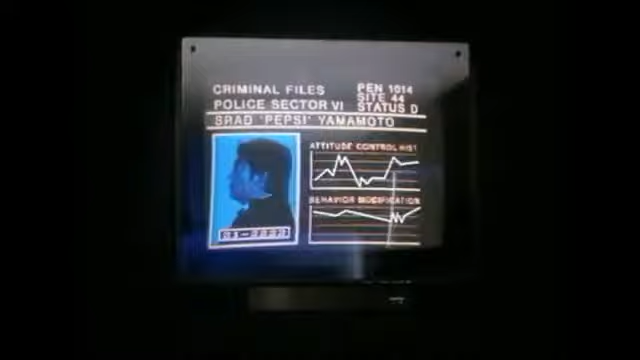 CRIMINAL FILES
POLICE SECTOR VI
PEN 1014
SITE 44
STATUS D
BRAD 'PEPSI' YAMAMOTO
ATTITUDE CONTROL HIST
BEHAVIOR MODIFICATION